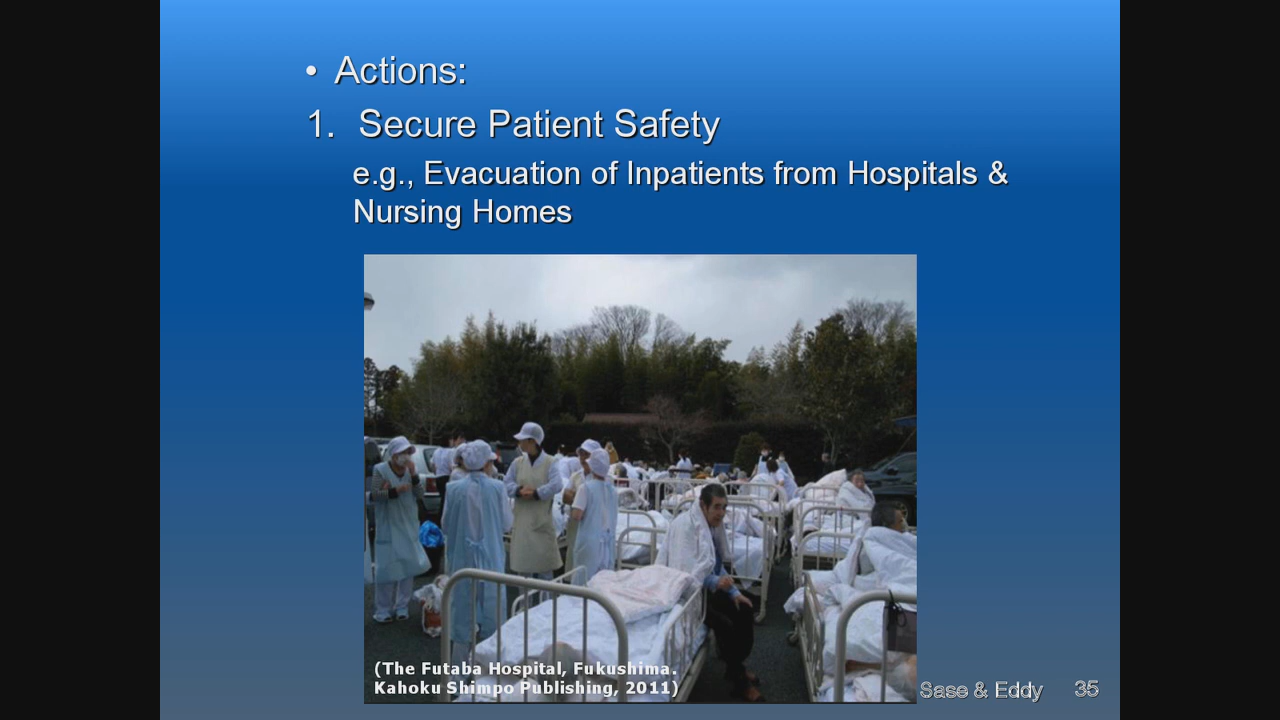 • Actions:
1. Secure Patient Safety
e.g., Evacuation of Inpatients from Hospitals &
Nursing Homes
(The Futaba Hospital, Fukushima.
Kahoku Shimpo Publishing, 2011)
Sase & Eddy 35